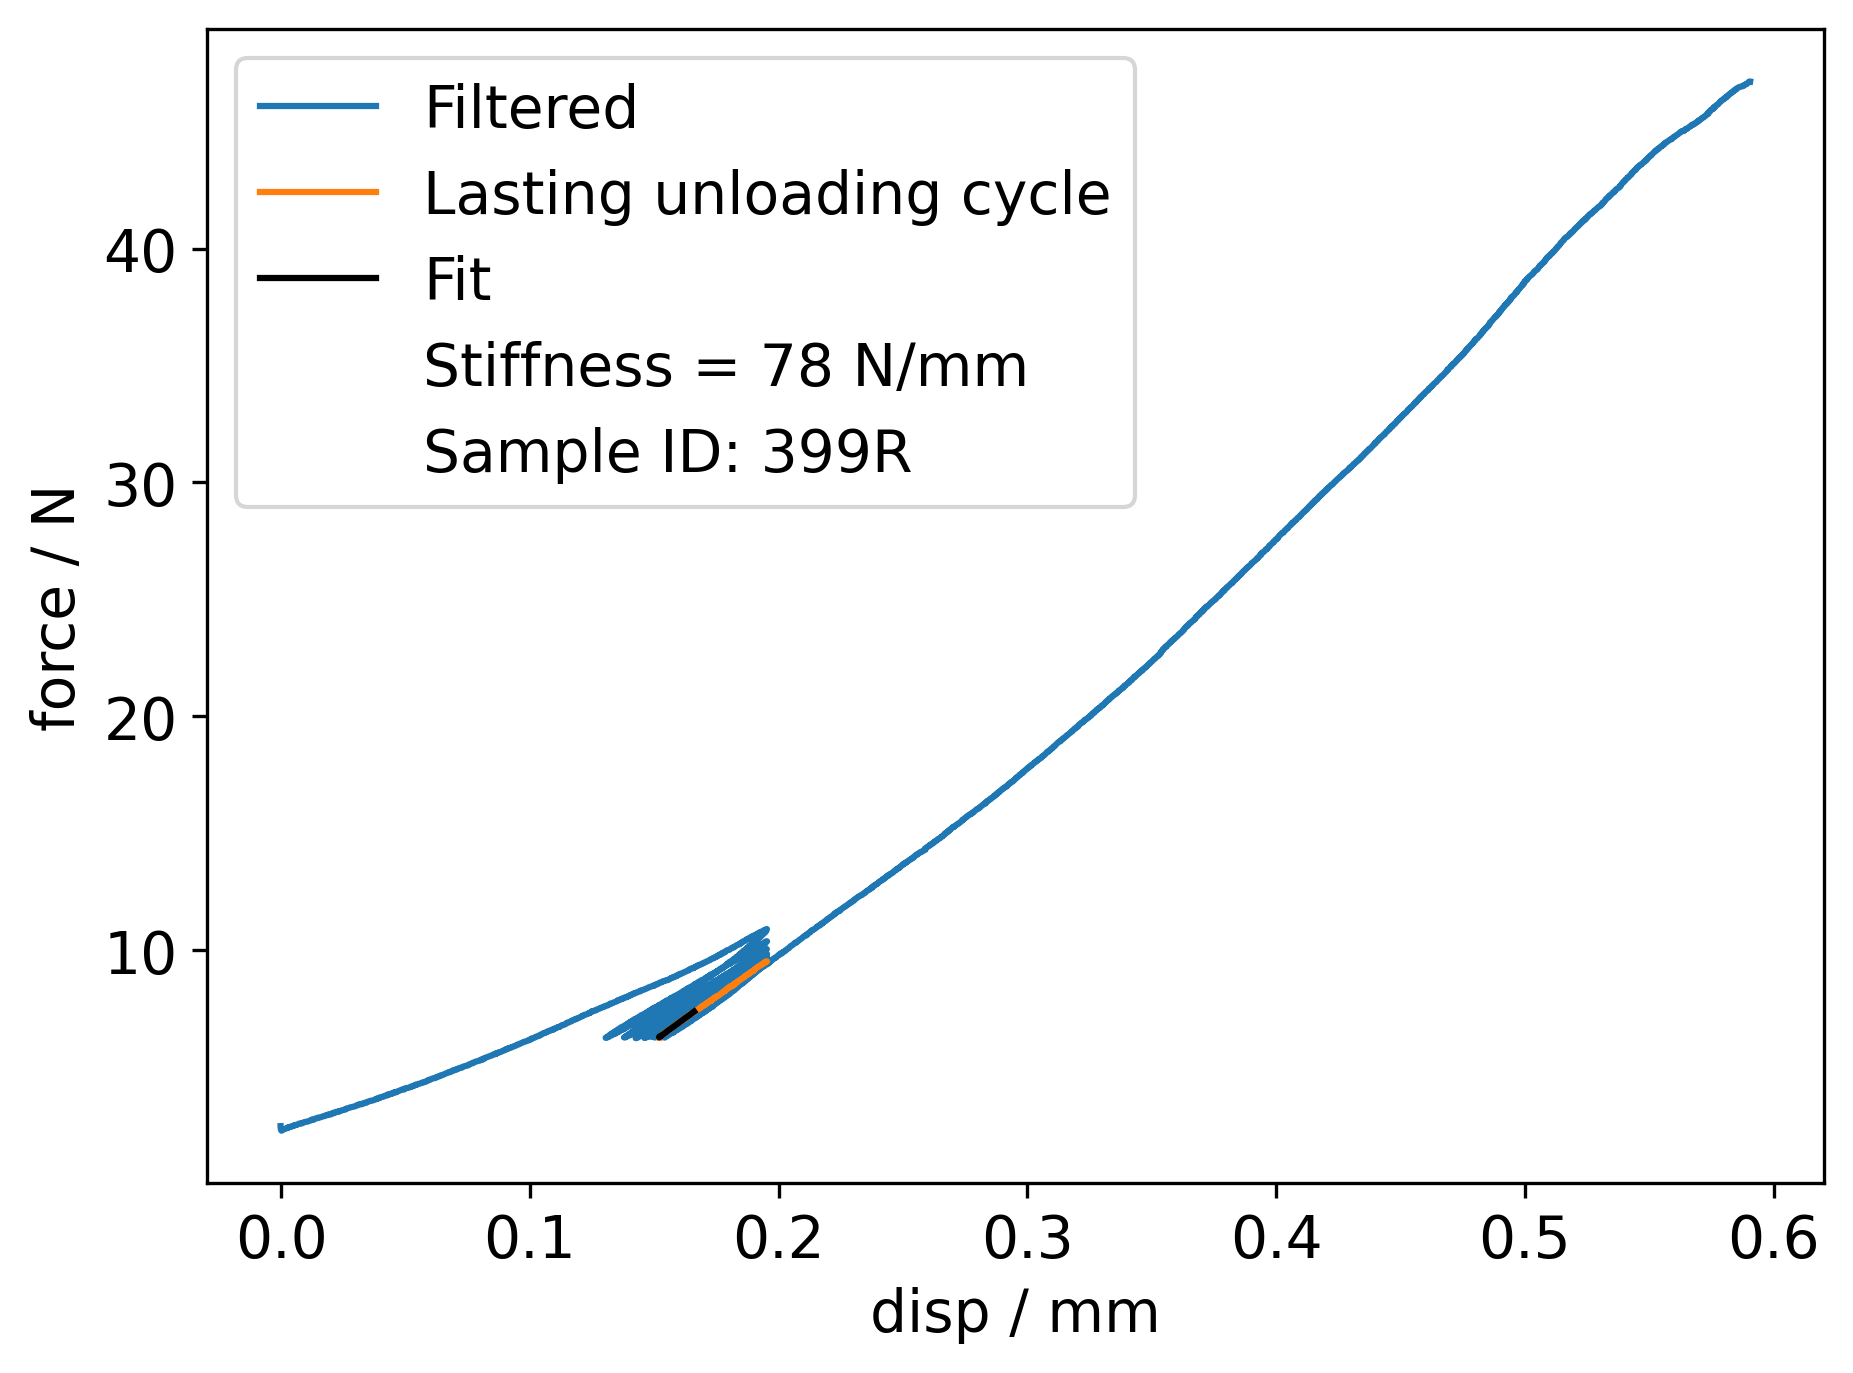 Filtered
Lasting unloading cycle
Fit
Stiffness = 78 N/mm
Sample ID: 399R
force / N
40
30
20
10
0.0 0.1 0.2 0.3 0.4 0.5 0.6
disp / mm